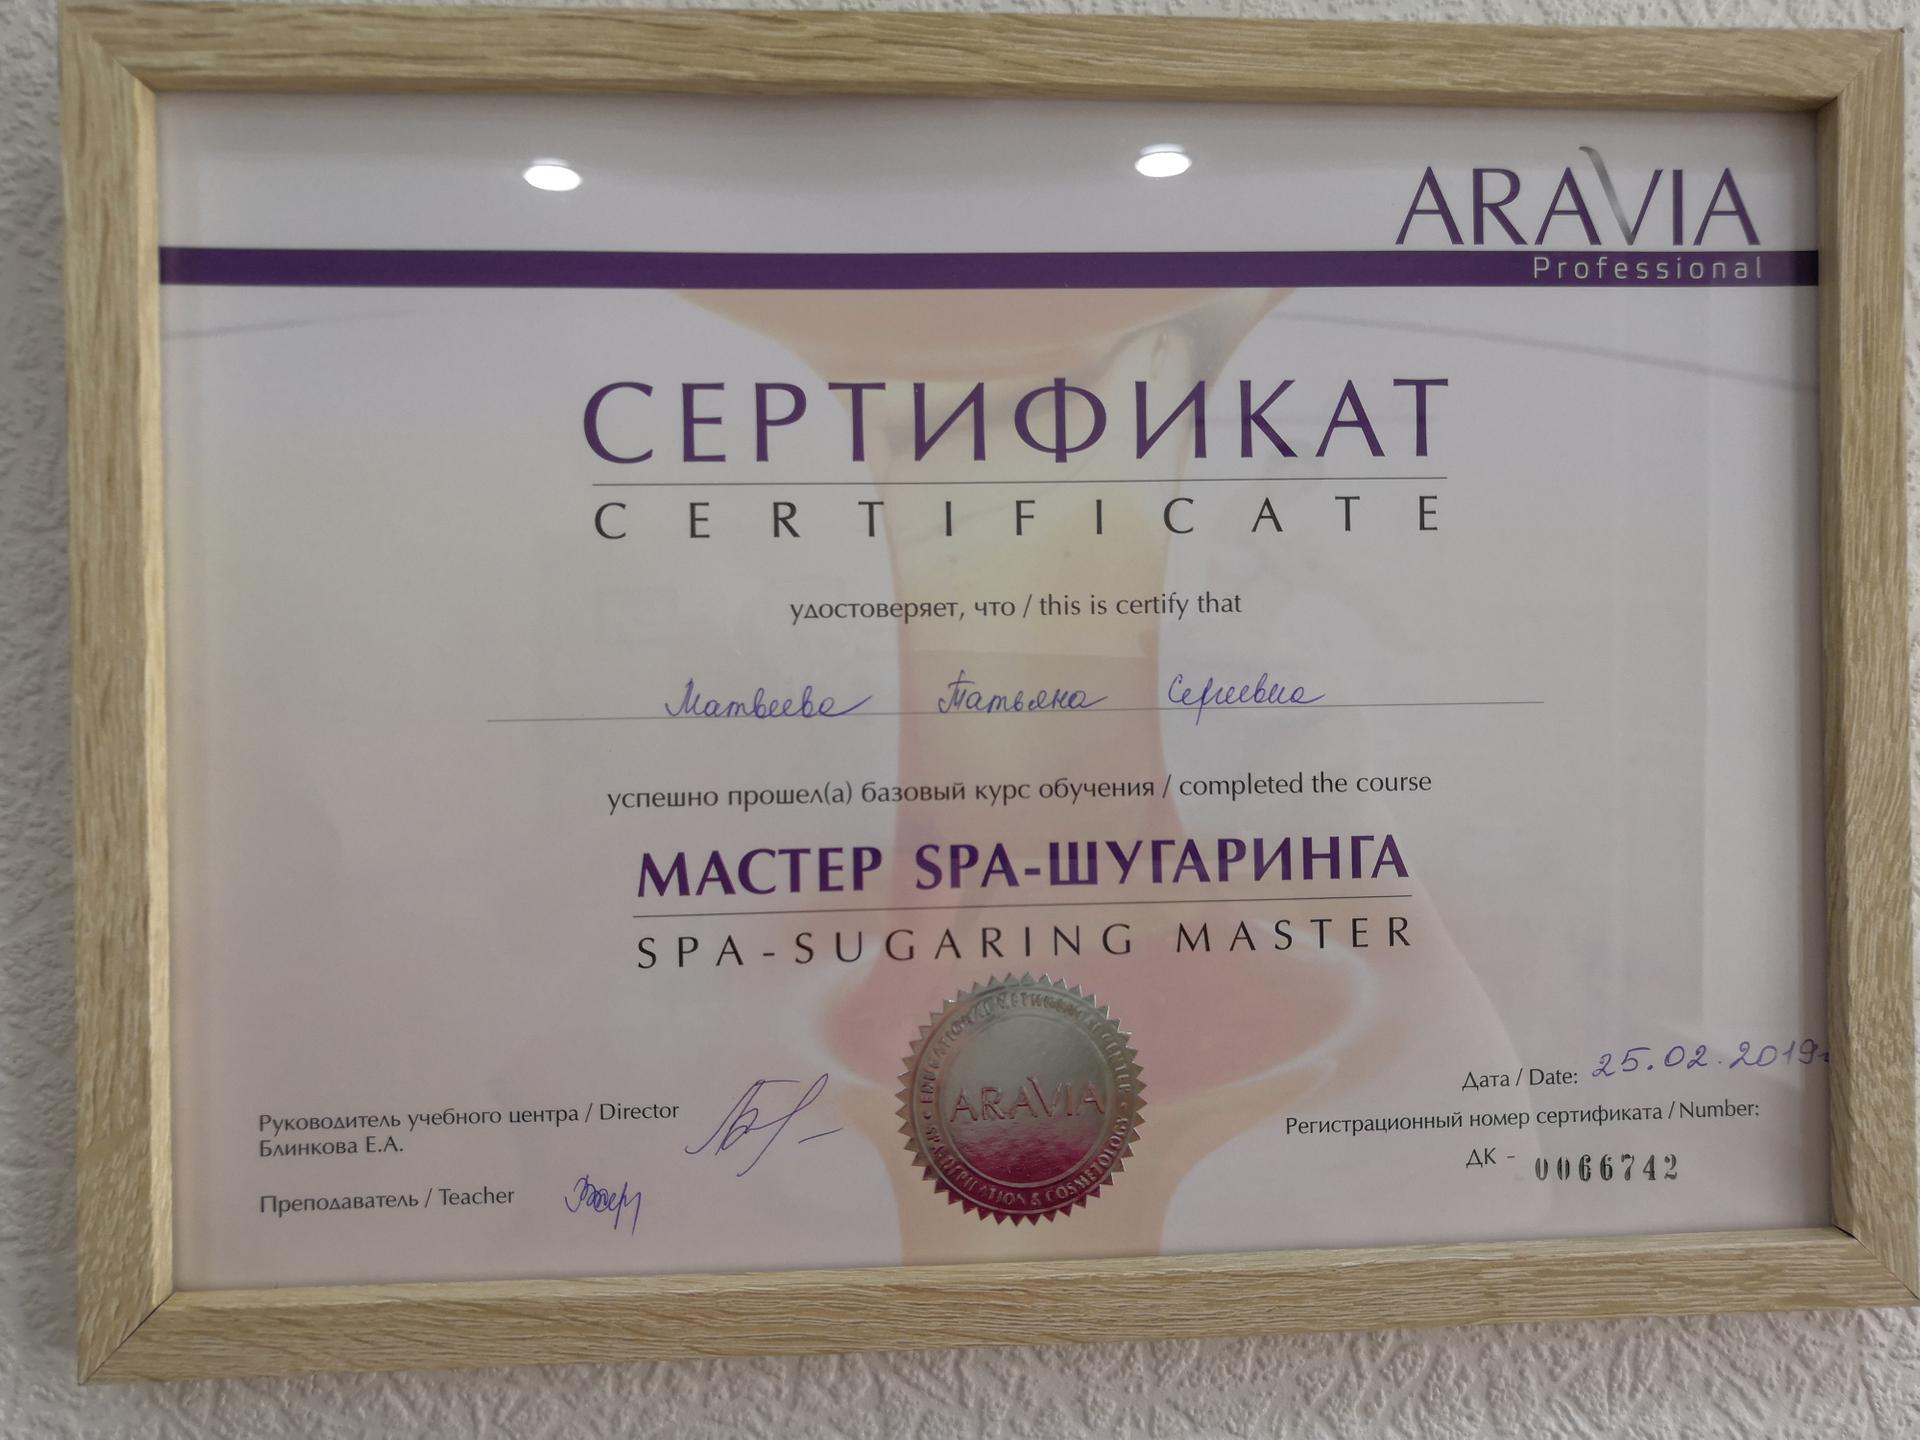 ARAVIA
Professional
СЕРТИФИКАТ
CERTIFICATE
удостоверяет, что / this is certify that
Матвеева Татьяна Сергеевна
успешно прошел(а) базовый курс обучения / completed the course
МАСТЕР SPA-ШУГАРИНГА
SPA-SUGARING MASTER
ARAVIA
Руководитель учебного центра / Director
Блинкова Е.А.
Преподаватель / Teacher
Дата / Date: 25.02.2019г
Регистрационный номер сертификата / Number:
ДК - 0066742